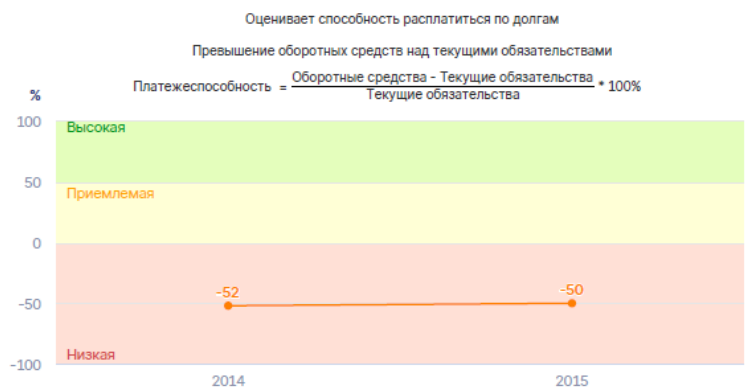 Оценивает способность расплатиться по долгам
Превышение оборотных средств над текущими обязательствами
Платежеспособность = Оборотные средства - Текущие обязательства / Текущие обязательства * 100%
%
100
Высокая
50
Приемлемая
0
-52
-50
-50
Низкая
-100
2014
2015